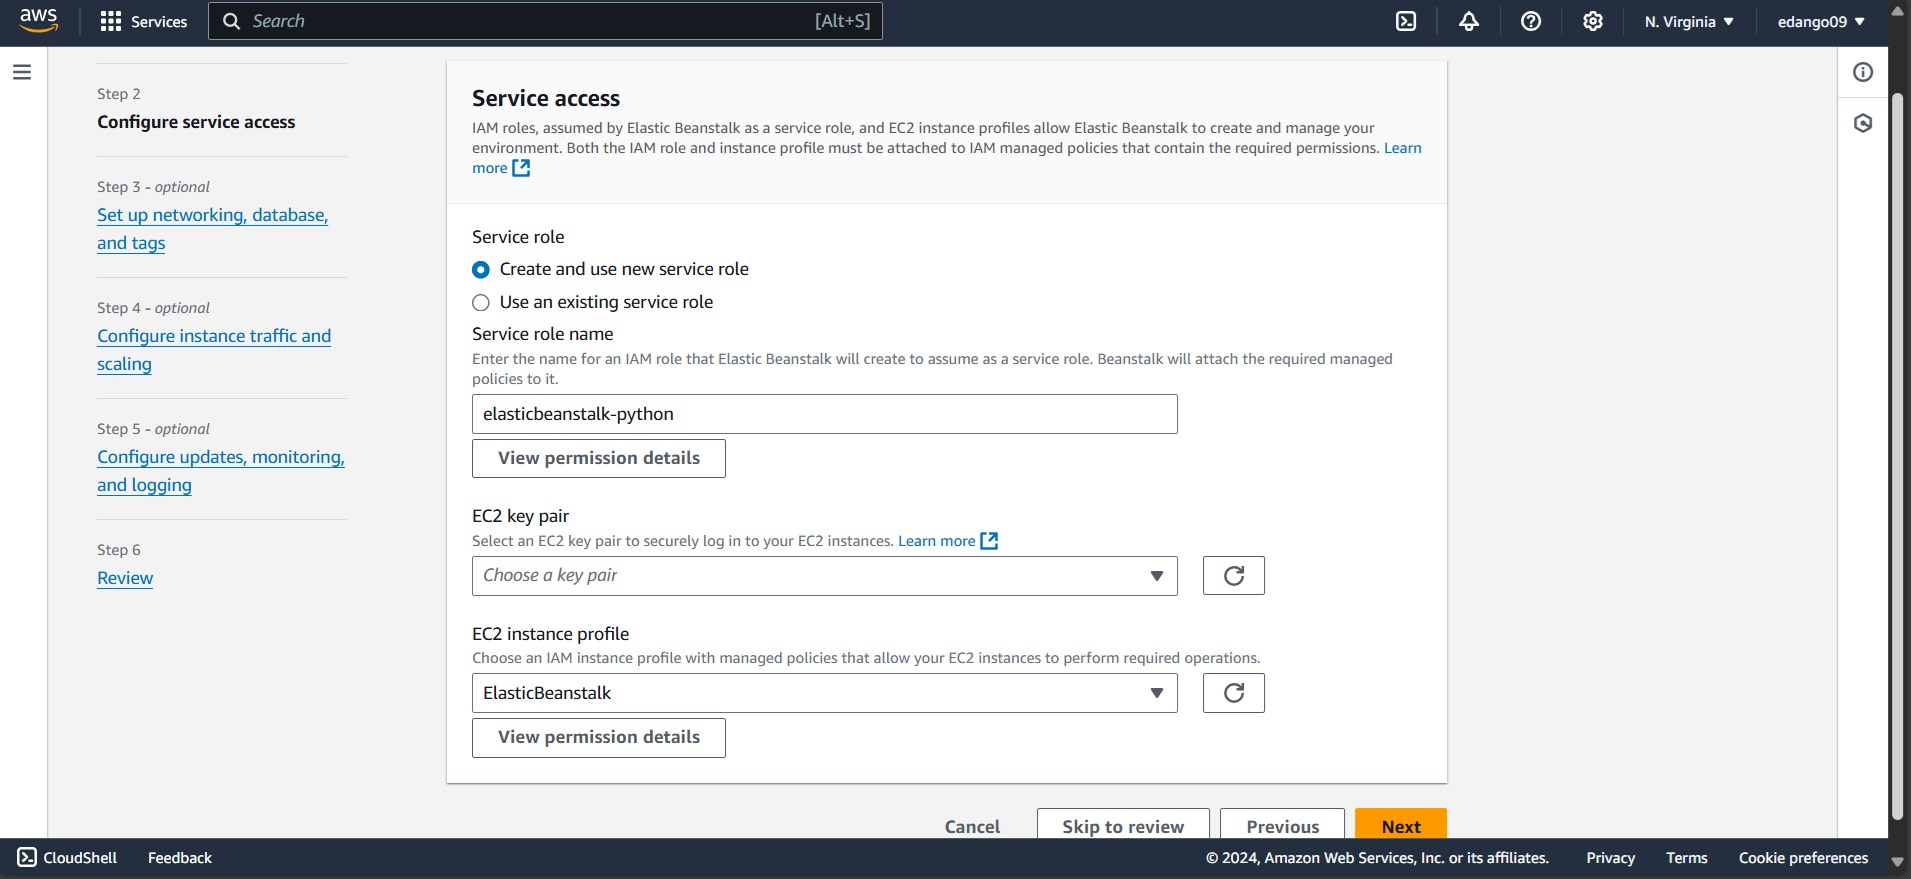 aws
Services
Search
[Alt+S]
N. Virginia
edango09
Step 2
Configure service access
Step 3 - optional
Set up networking, database,
and tags
Step 4 - optional
Configure instance traffic and
scaling
Step 5 - optional
Configure updates, monitoring,
and logging
Step 6
Review
Service access
IAM roles, assumed by Elastic Beanstalk as a service role, and EC2 instance profiles allow Elastic Beanstalk to create and manage your
environment. Both the IAM role and instance profile must be attached to IAM managed policies that contain the required permissions. Learn
more
Service role
Create and use new service role
Use an existing service role
Service role name
Enter the name for an IAM role that Elastic Beanstalk will create to assume as a service role. Beanstalk will attach the required managed
policies to it.
elasticbeanstalk-python
View permission details
EC2 key pair
Select an EC2 key pair to securely log in to your EC2 instances. Learn more
Choose a key pair
EC2 instance profile
Choose an IAM instance profile with managed policies that allow your EC2 instances to perform required operations.
ElasticBeanstalk
View permission details
Cancel
Skip to review
Previous
Next
CloudShell
Feedback
© 2024, Amazon Web Services, Inc. or its affiliates.
Privacy
Terms
Cookie preferences